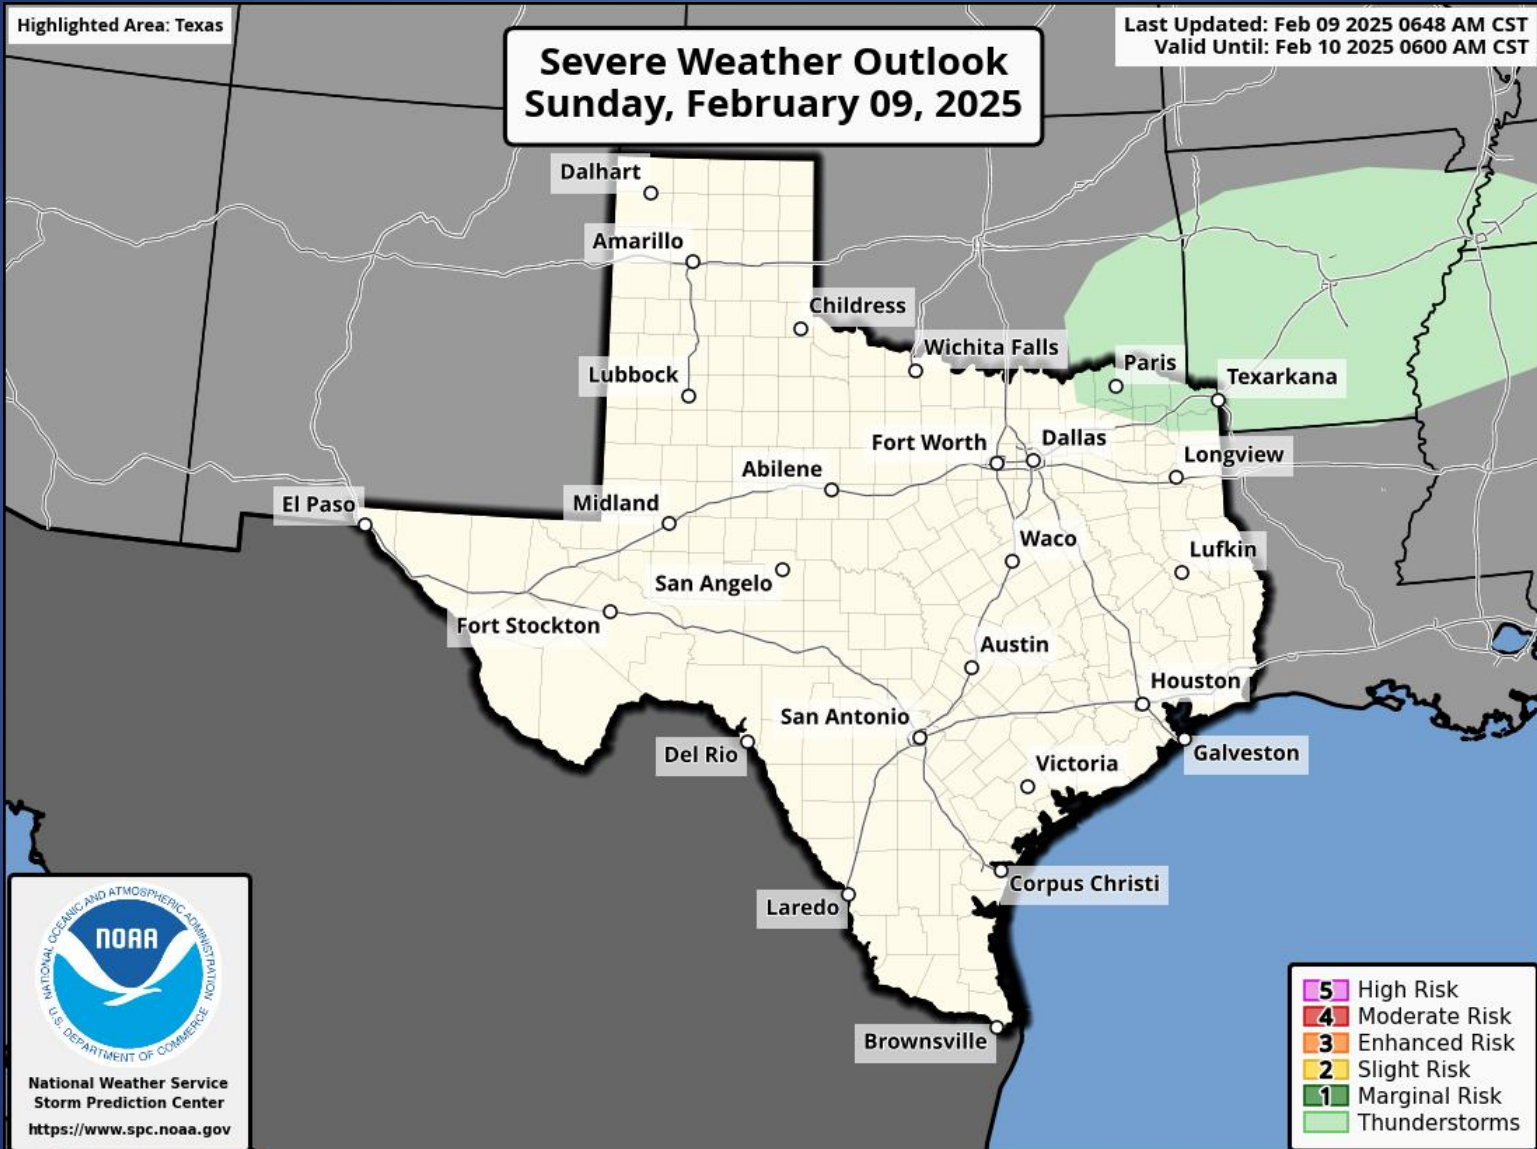 Highlighted Area: Texas
Last Updated: Feb 09 2025 0648 AM CST
Valid Until: Feb 10 2025 0600 AM CST
Severe Weather Outlook
Sunday, February 09, 2025
Dalhart
Amarillo
Childress
Wichita Falls
Paris
Texarkana
Lubbock
Fort Worth
Dallas
Longview
Abilene
El Paso
Midland
Waco
Lufkin
San Angelo
Fort Stockton
Austin
Houston
San Antonio
Del Rio
Galveston
Victoria
Corpus Christi
Laredo
Brownsville
NATIONAL OCEANIC AND ATMOSPHERIC ADMINISTRATION
NOAA
U.S. DEPARTMENT OF COMMERCE
National Weather Service
Storm Prediction Center
https://www.spc.noaa.gov
5 High Risk
4 Moderate Risk
3 Enhanced Risk
2 Slight Risk
1 Marginal Risk
Thunderstorms